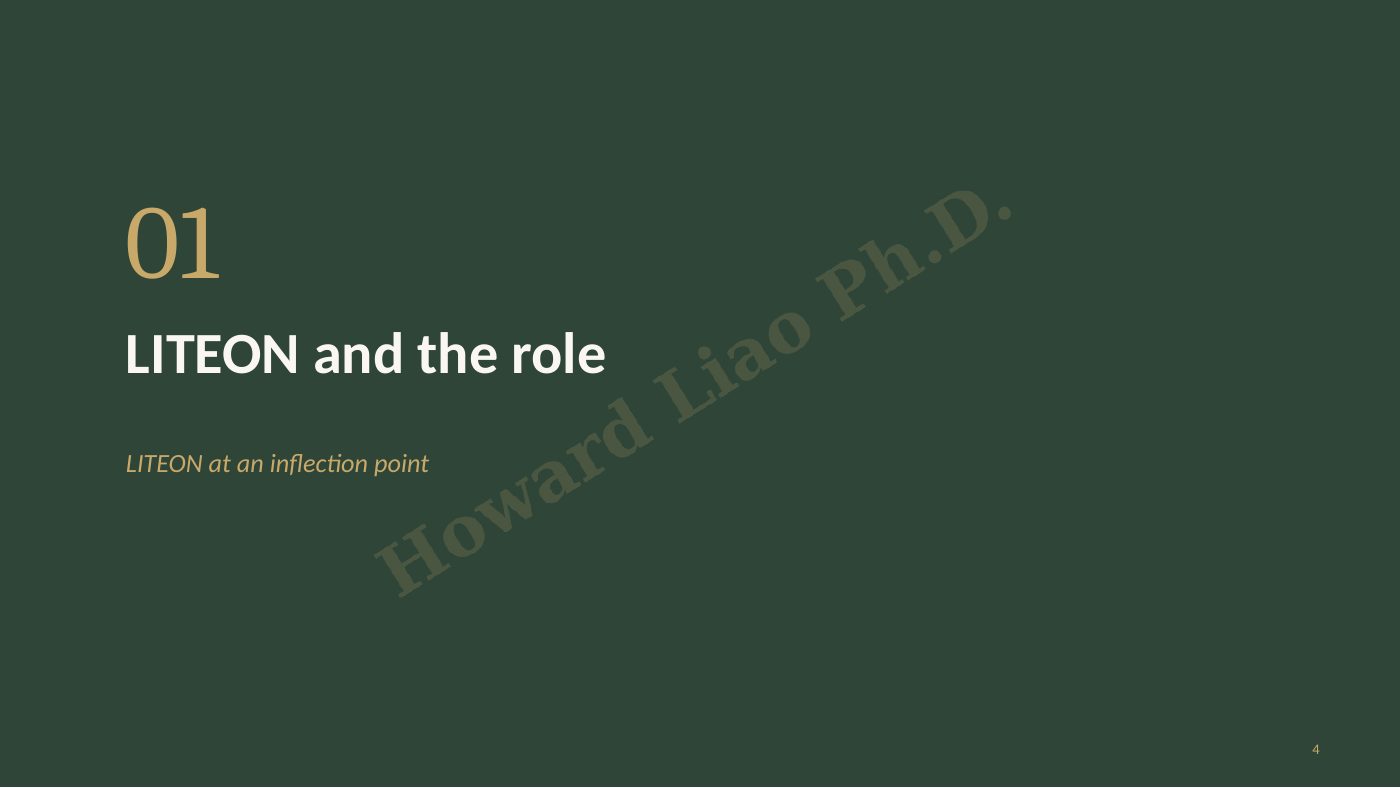 01
LITEON and the role
LITEON at an inflection point
Howard Liao Ph.D.
4